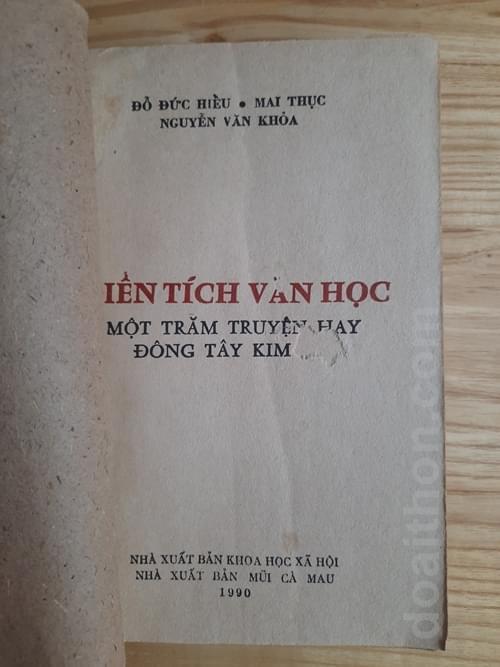 ĐỖ ĐỨC HIỂU • MAI THỤC
NGUYỄN VĂN KHỎA
IỂN TÍCH VĂN HỌC
MỘT TRĂM TRUYỆN HAY
ĐÔNG TÂY KIM
NHÀ XUẤT BẢN KHOA HỌC XÃ HỘI
NHÀ XUẤT BẢN MŨI CÀ MAU
1990
doaithon.com